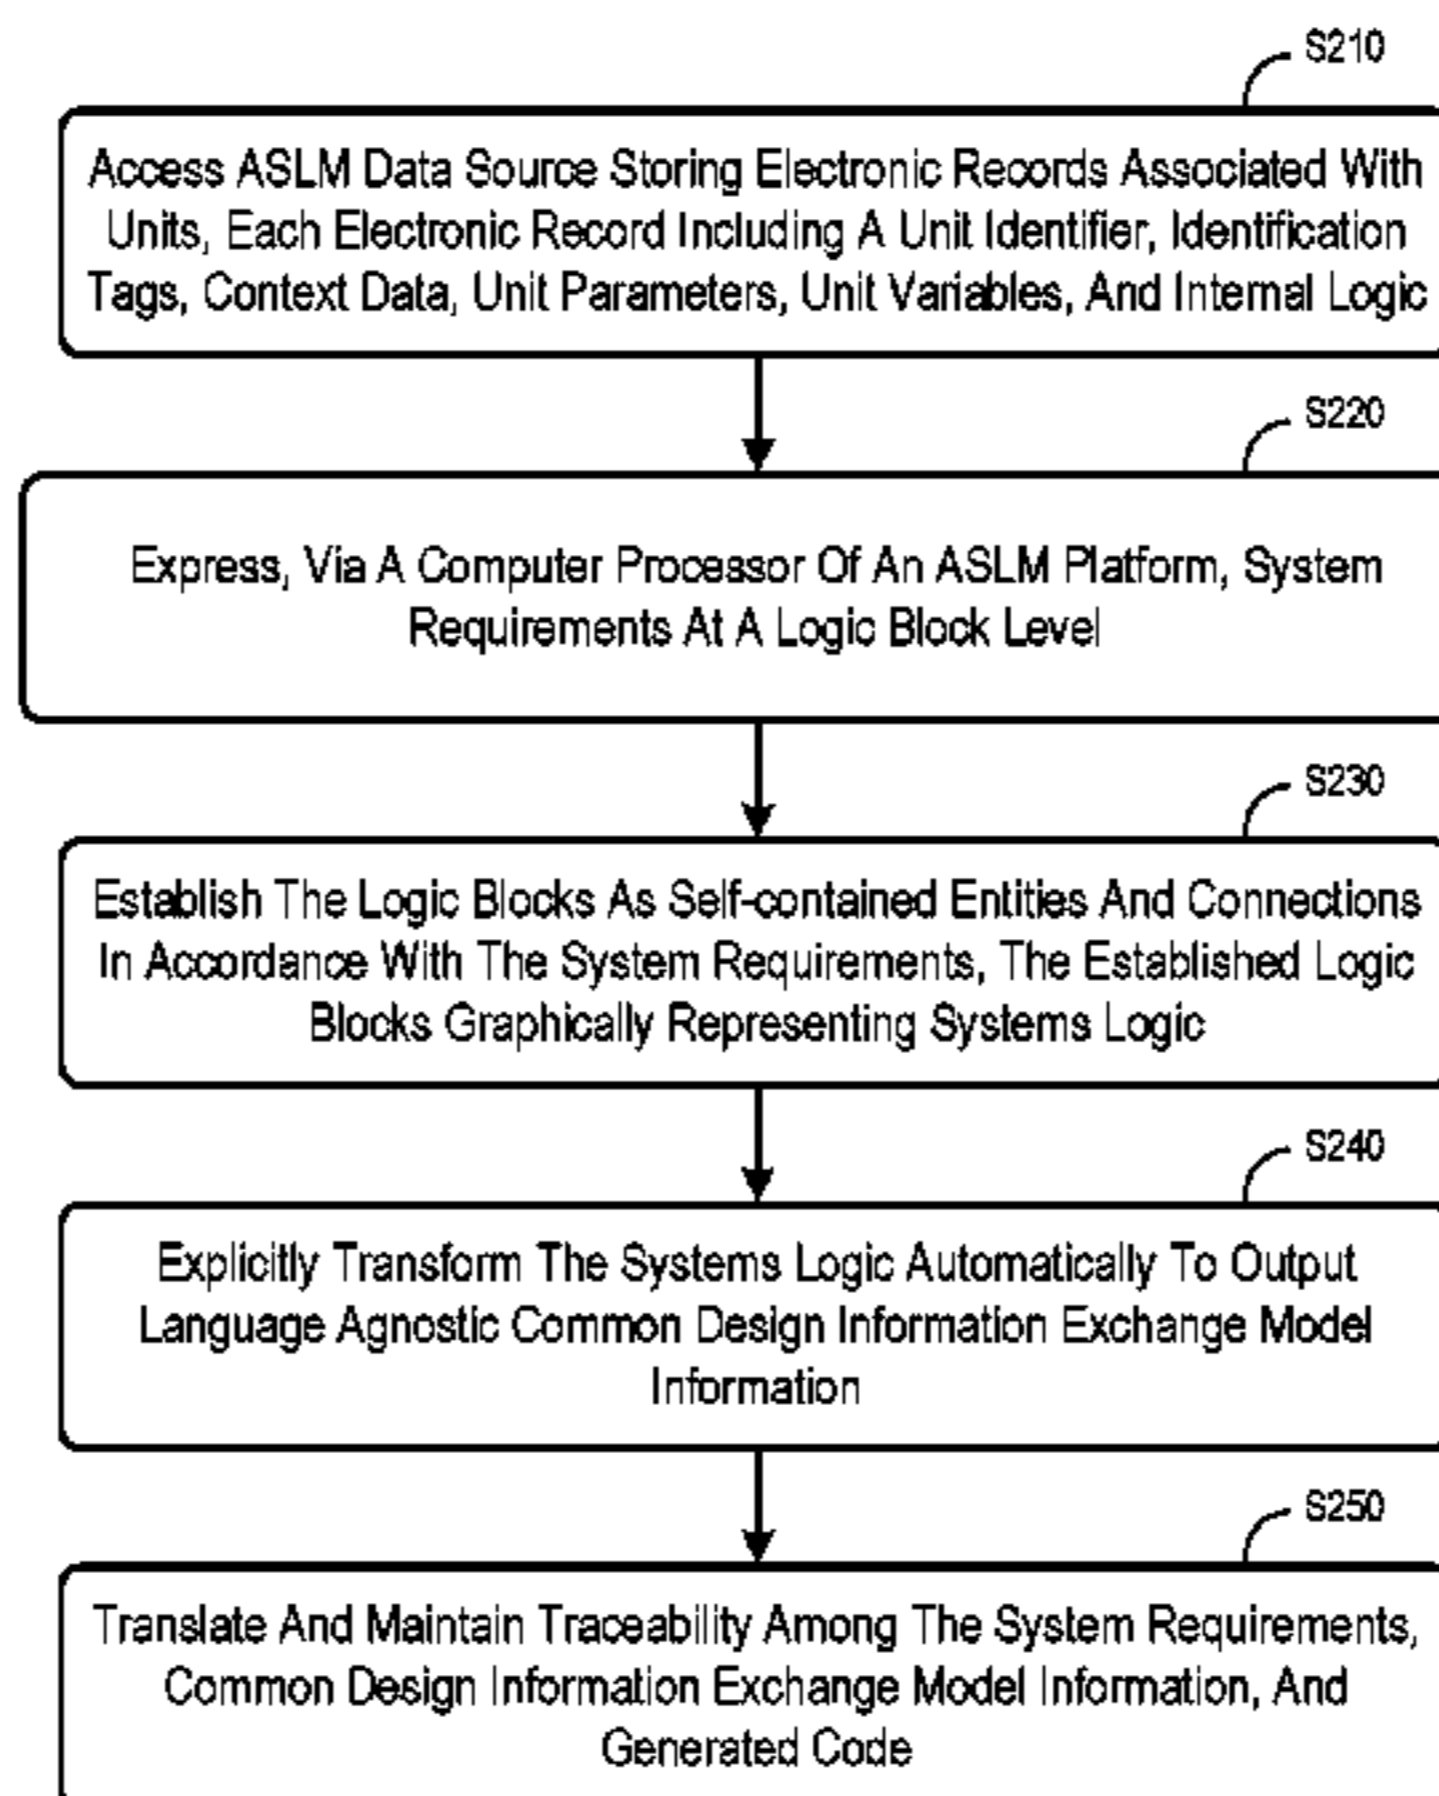 S210
Access ASLM Data Source Storing Electronic Records Associated With
Units, Each Electronic Record Including A Unit Identifier, Identification
Tags, Context Data, Unit Parameters, Unit Variables, And Internal Logic
S220
Express, Via A Computer Processor Of An ASLM Platform, System
Requirements At A Logic Block Level
S230
Establish The Logic Blocks As Self-contained Entities And Connections
In Accordance With The System Requirements, The Established Logic
Blocks Graphically Representing Systems Logic
S240
Explicitly Transform The Systems Logic Automatically To Output
Language Agnostic Common Design Information Exchange Model
Information
S250
Translate And Maintain Traceability Among The System Requirements,
Common Design Information Exchange Model Information, And
Generated Code